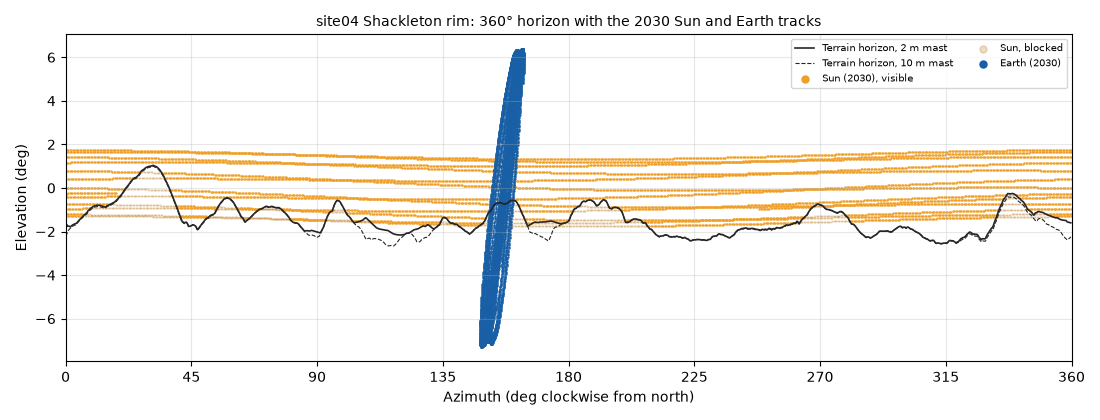 site04 Shackleton rim: 360° horizon with the 2030 Sun and Earth tracks
Terrain horizon, 2 m mast
Terrain horizon, 10 m mast
Sun (2030), visible
Sun, blocked
Earth (2030)
Elevation (deg)
6
4
2
0
−2
−4
−6
0 45 90 135 180 225 270 315 360
Azimuth (deg clockwise from north)